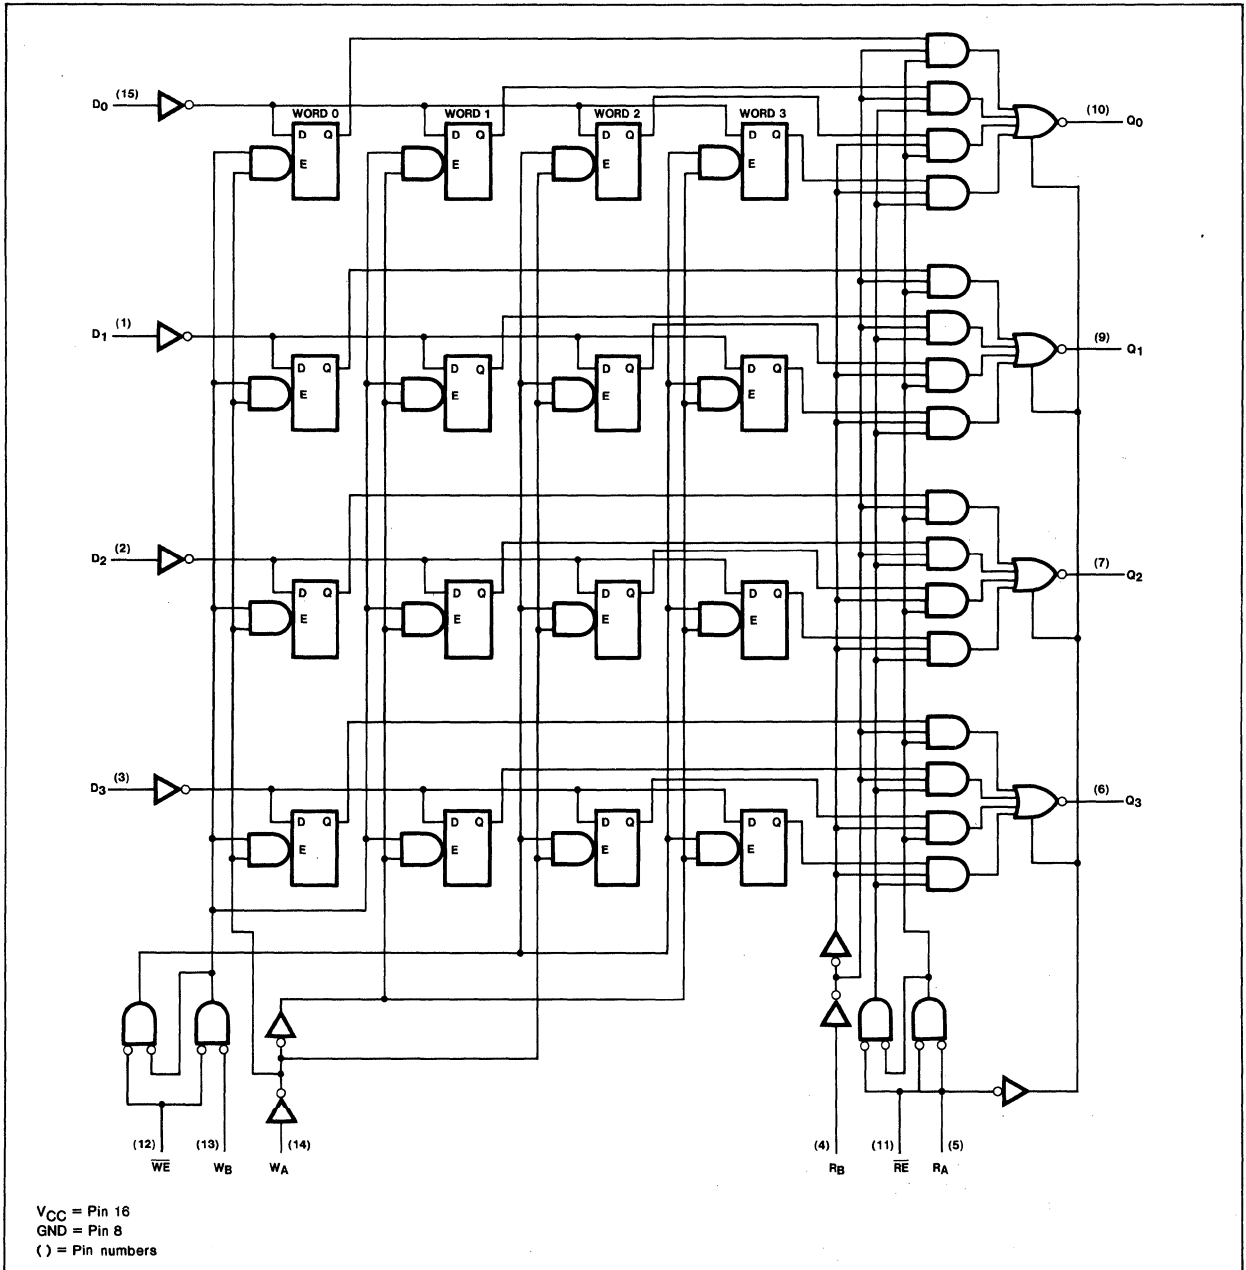 D0 (15)
WORD 0 WORD 1 WORD 2 WORD 3
(10) Q0
D Q D Q D Q D Q
E E E E
D1 (1)
(9) Q1
D Q D Q D Q D Q
E E E E
D2 (2)
(7) Q2
D Q D Q D Q D Q
E E E E
D3 (3)
(6) Q3
D Q D Q D Q D Q
E E E E
(12) (13) (14) (4) (11) (5)
W̅E̅ WB WA RB R̅E̅ RA
VCC = Pin 16
GND = Pin 8
( ) = Pin numbers